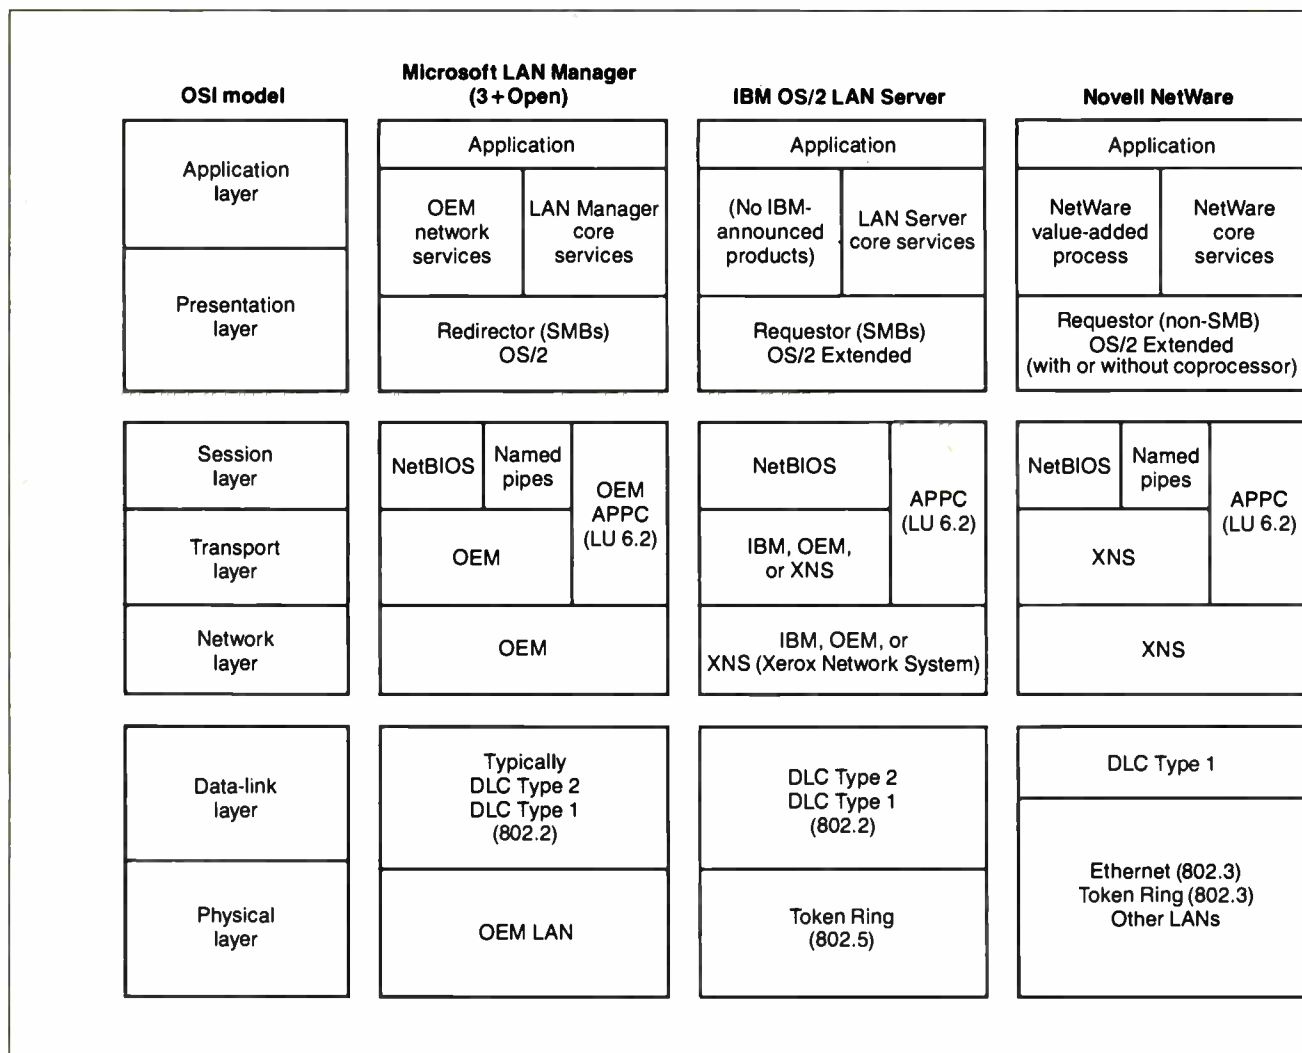 OSI model
Microsoft LAN Manager
(3+Open)
IBM OS/2 LAN Server
Novell NetWare
Application
layer
Presentation
layer
Application
OEM
network
services
LAN Manager
core
services
Redirector (SMBs)
OS/2
Application
(No IBM-
announced
products)
LAN Server
core services
Requestor (SMBs)
OS/2 Extended
Application
NetWare
value-added
process
NetWare
core
services
Requestor (non-SMB)
OS/2 Extended
(with or without coprocessor)
Session
layer
Transport
layer
Network
layer
NetBIOS
Named
pipes
OEM
APPC
(LU 6.2)
OEM
OEM
NetBIOS
APPC
(LU 6.2)
IBM, OEM,
or XNS
IBM, OEM, or
XNS (Xerox Network System)
NetBIOS
Named
pipes
APPC
(LU 6.2)
XNS
XNS
Data-link
layer
Physical
layer
Typically
DLC Type 2
DLC Type 1
(802.2)
OEM LAN
DLC Type 2
DLC Type 1
(802.2)
Token Ring
(802.5)
DLC Type 1
Ethernet (802.3)
Token Ring (802.3)
Other LANs